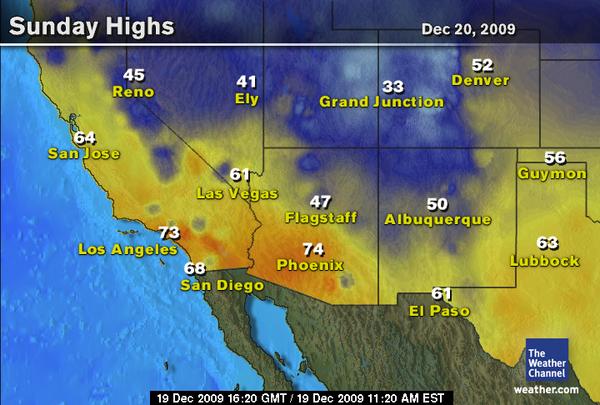 Sunday Highs
Dec 20, 2009
45
Reno
41
Ely
33
Grand Junction
52
Denver
64
San Jose
61
Las Vegas
47
Flagstaff
50
Albuquerque
56
Guymon
73
Los Angeles
74
Phoenix
63
Lubbock
68
San Diego
61
El Paso
The
Weather
Channel
weather.com
19 Dec 2009 16:20 GMT / 19 Dec 2009 11:20 AM EST